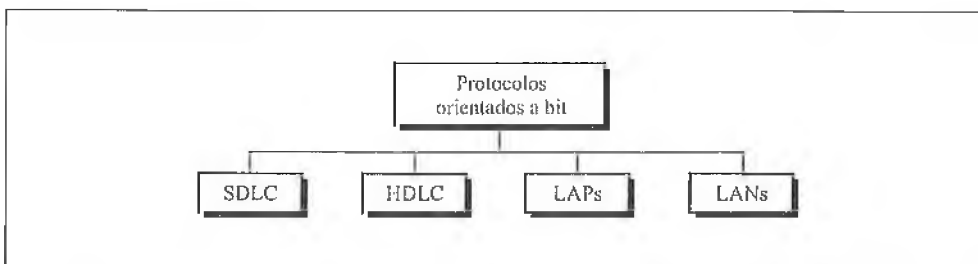 Protocolos
orientados a bit
SDLC
HDLC
LAPs
LANs